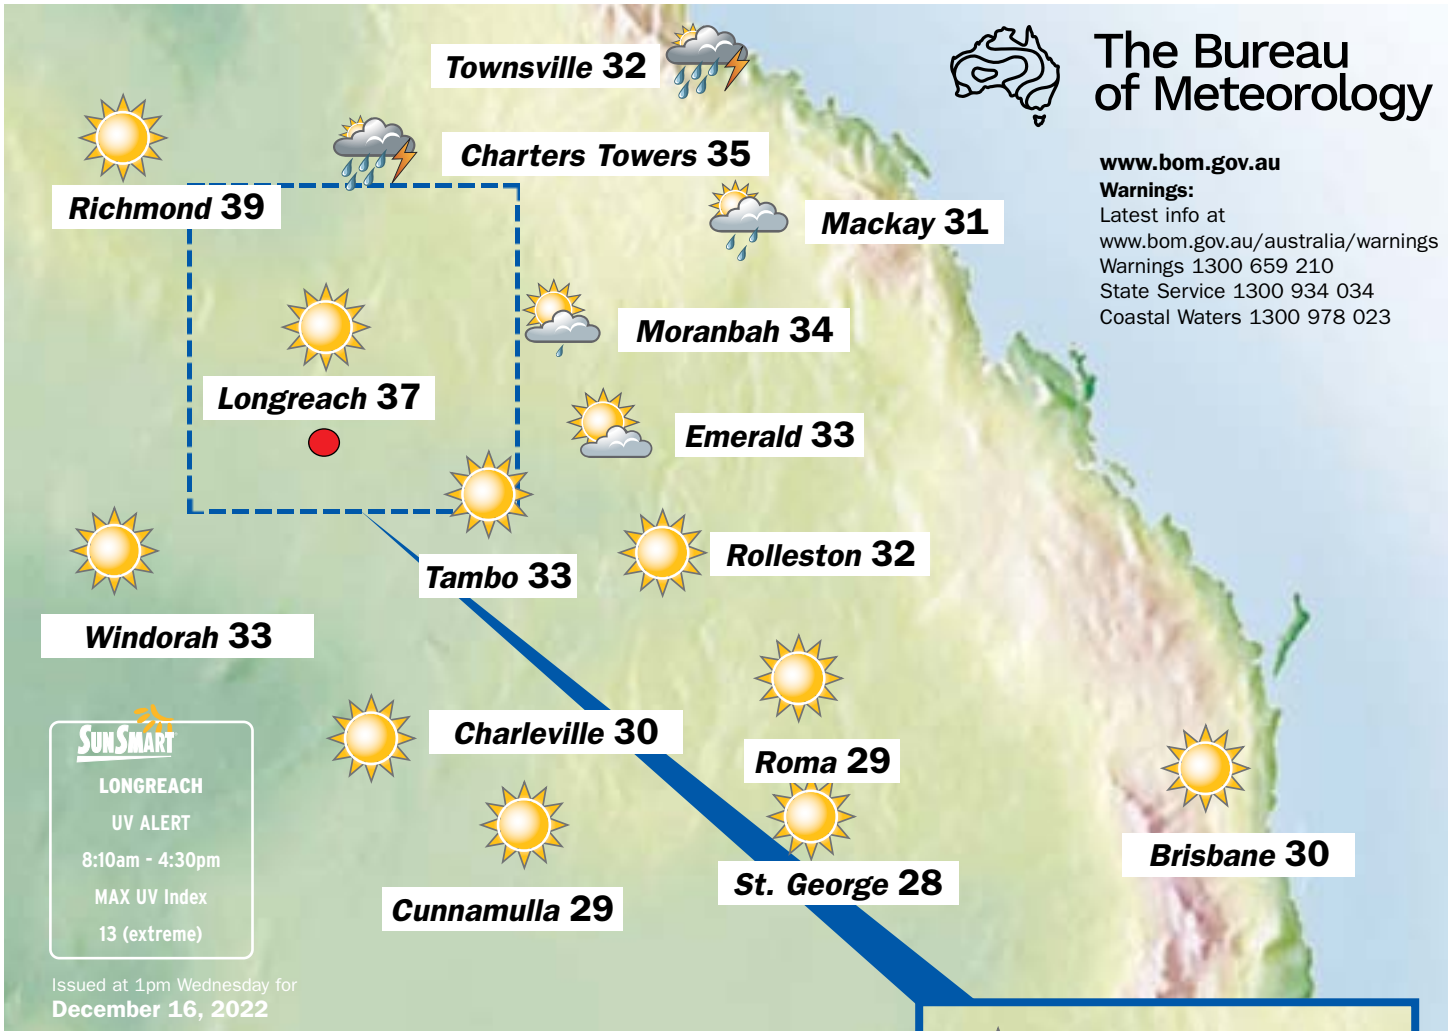 Townsville 32
The Bureau
of Meteorology
Charters Towers 35
www.bom.gov.au
Warnings:
Latest info at
www.bom.gov.au/australia/warnings
Warnings 1300 659 210
State Service 1300 934 034
Coastal Waters 1300 978 023
Richmond 39
Mackay 31
Moranbah 34
Longreach 37
Emerald 33
Rolleston 32
Tambo 33
Windorah 33
Charleville 30
Roma 29
Brisbane 30
St. George 28
Cunnamulla 29
SunSmart
LONGREACH
UV ALERT
8:10am - 4:30pm
MAX UV Index
13 (extreme)
Issued at 1pm Wednesday for
December 16, 2022